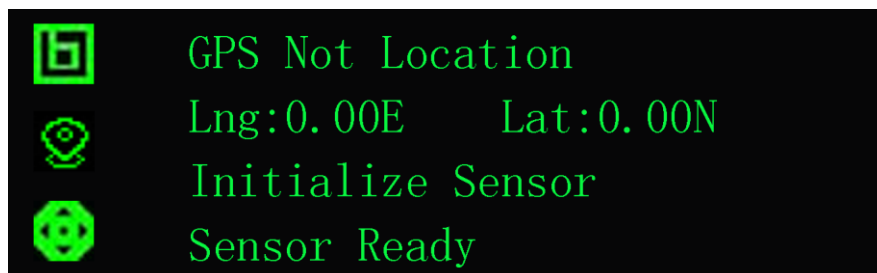 GPS Not Location
Lng:0.00E Lat:0.00N
Initialize Sensor
Sensor Ready